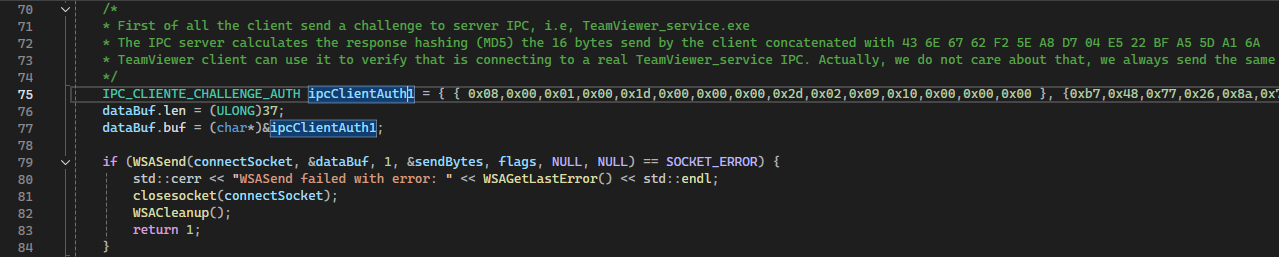 70 /*
71 * First of all the client send a challenge to server IPC, i.e, TeamViewer_service.exe
72 * The IPC server calculates the response hashing (MD5) the 16 bytes send by the client concatenated with 43 6E 67 62 F2 5E A8 D7 04 E5 22 BF A5 5D A1 6A
73 * TeamViewer client can use it to verify that is connecting to a real TeamViewer_service IPC. Actually, we do not care about that, we always send the same
74 */
75 IPC_CLIENTE_CHALLENGE_AUTH ipcClientAuth1 = { { 0x08,0x00,0x01,0x00,0x1d,0x00,0x00,0x00,0x2d,0x02,0x09,0x10,0x00,0x00,0x00 }, {0xb7,0x48,0x77,0x26,0x8a,
76 dataBuf.len = (ULONG)37;
77 dataBuf.buf = (char*)&ipcClientAuth1;
78
79 if (WSASend(connectSocket, &dataBuf, 1, &sendBytes, flags, NULL, NULL) == SOCKET_ERROR) {
80 std::cerr << "WSASend failed with error: " << WSAGetLastError() << std::endl;
81 closesocket(connectSocket);
82 WSACleanup();
83 return 1;
84 }